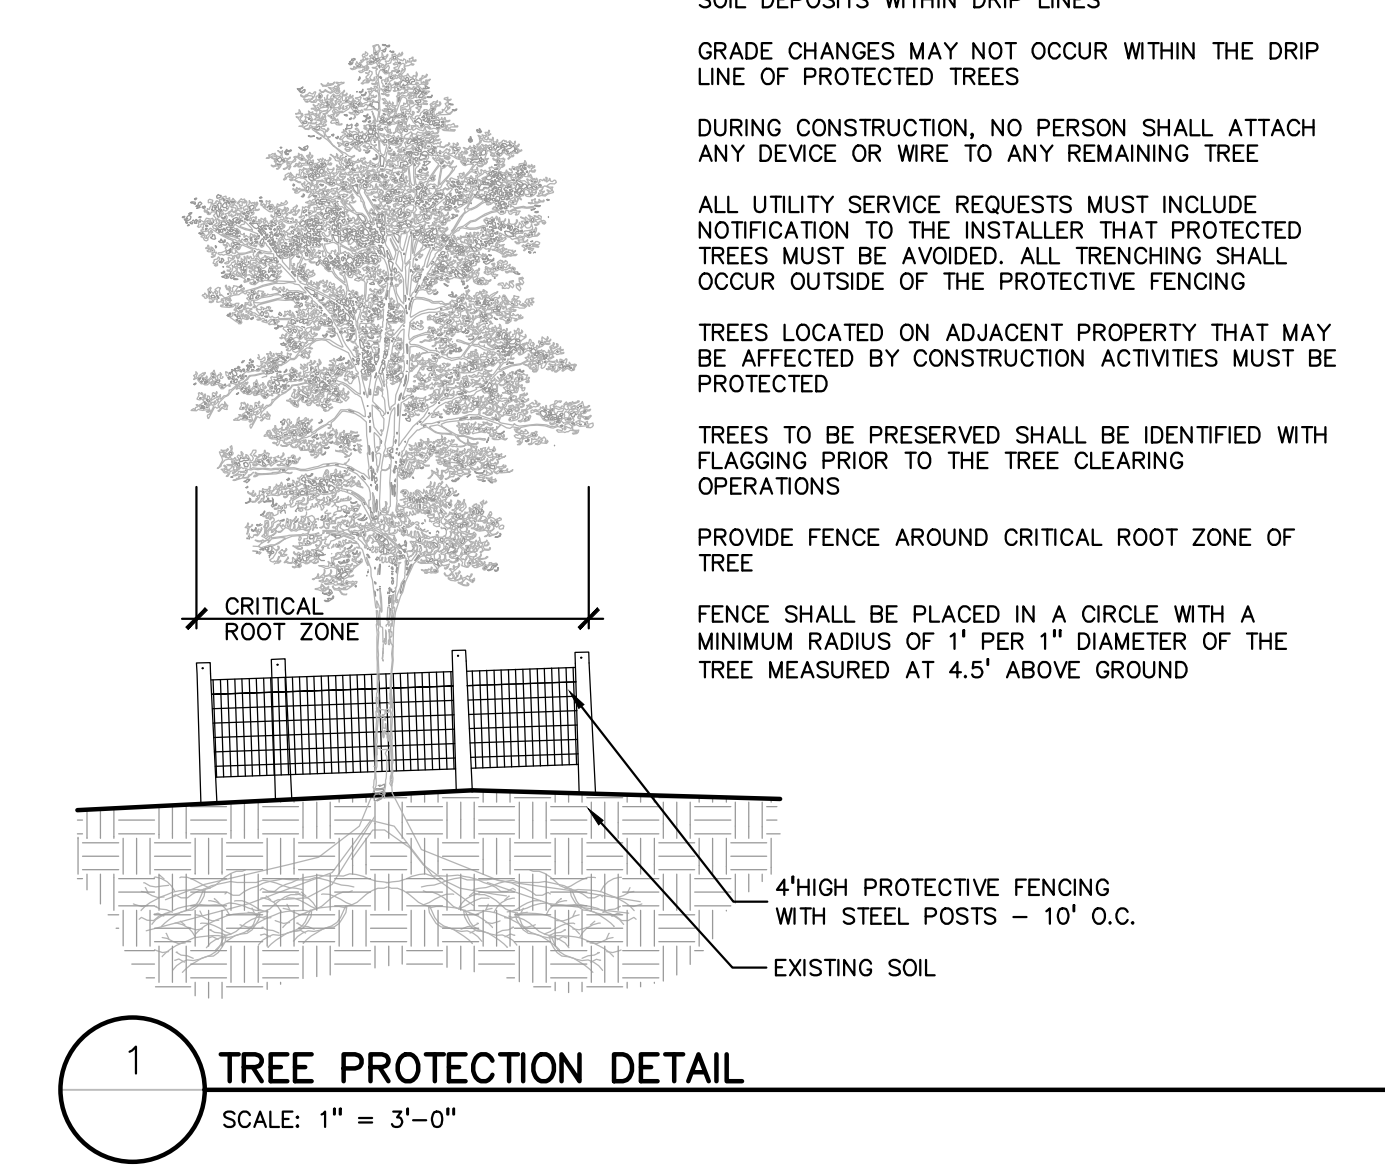 SOIL DEPOSITS WITHIN DRIP LINES
GRADE CHANGES MAY NOT OCCUR WITHIN THE DRIP
LINE OF PROTECTED TREES
DURING CONSTRUCTION, NO PERSON SHALL ATTACH
ANY DEVICE OR WIRE TO ANY REMAINING TREE
ALL UTILITY SERVICE REQUESTS MUST INCLUDE
NOTIFICATION TO THE INSTALLER THAT PROTECTED
TREES MUST BE AVOIDED. ALL TRENCHING SHALL
OCCUR OUTSIDE OF THE PROTECTIVE FENCING
TREES LOCATED ON ADJACENT PROPERTY THAT MAY
BE AFFECTED BY CONSTRUCTION ACTIVITIES MUST BE
PROTECTED
TREES TO BE PRESERVED SHALL BE IDENTIFIED WITH
FLAGGING PRIOR TO THE TREE CLEARING
OPERATIONS
PROVIDE FENCE AROUND CRITICAL ROOT ZONE OF
TREE
FENCE SHALL BE PLACED IN A CIRCLE WITH A
MINIMUM RADIUS OF 1' PER 1" DIAMETER OF THE
TREE MEASURED AT 4.5' ABOVE GROUND
CRITICAL
ROOT ZONE
4'HIGH PROTECTIVE FENCING
WITH STEEL POSTS – 10' O.C.
EXISTING SOIL
1
TREE PROTECTION DETAIL
SCALE: 1" = 3'-0"